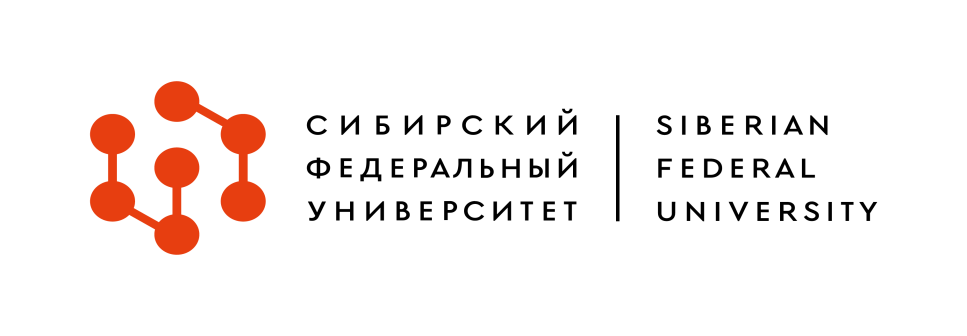 СИБИРСКИЙ
ФЕДЕРАЛЬНЫЙ
УНИВЕРСИТЕТ
SIBERIAN
FEDERAL
UNIVERSITY